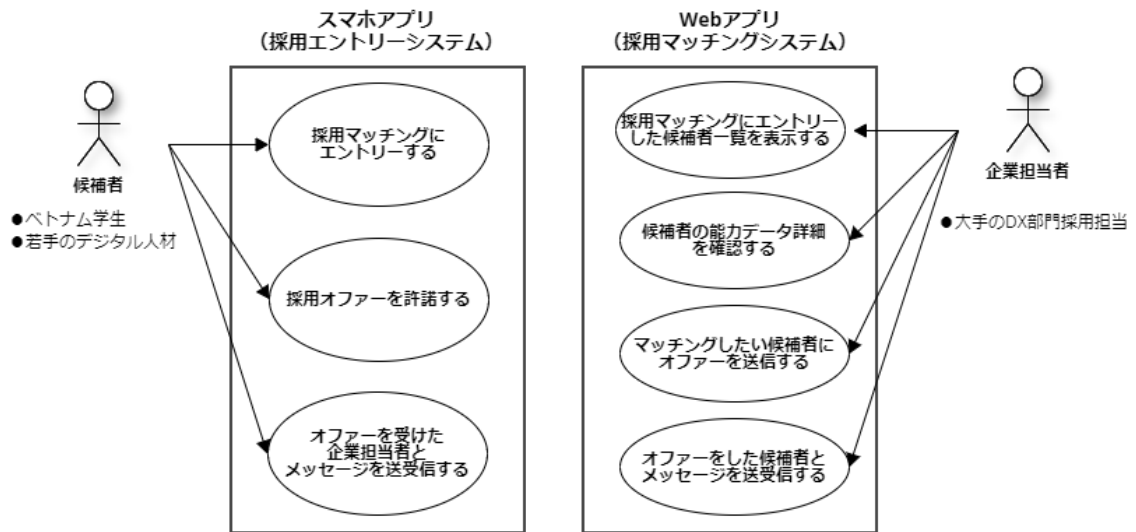 スマホアプリ
（採用エントリーシステム）
Webアプリ
（採用マッチングシステム）
候補者
●ベトナム学生
●若手のデジタル人材
採用マッチングに
エントリーする
採用オファーを許諾する
オファーを受けた
企業担当者と
メッセージを送受信する
採用マッチングにエントリー
した候補者一覧を表示する
候補者の能力データ詳細
を確認する
マッチングしたい候補者に
オファーを送信する
オファーをした候補者と
メッセージを送受信する
企業担当者
●大手のDX部門採用担当